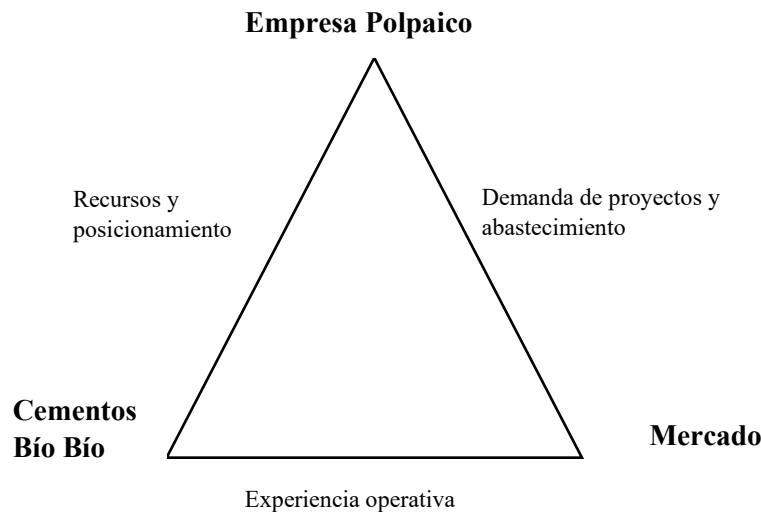 Empresa Polpaico
Recursos y
posicionamiento
Demanda de proyectos y
abastecimiento
Cementos
Bío Bío
Mercado
Experiencia operativa